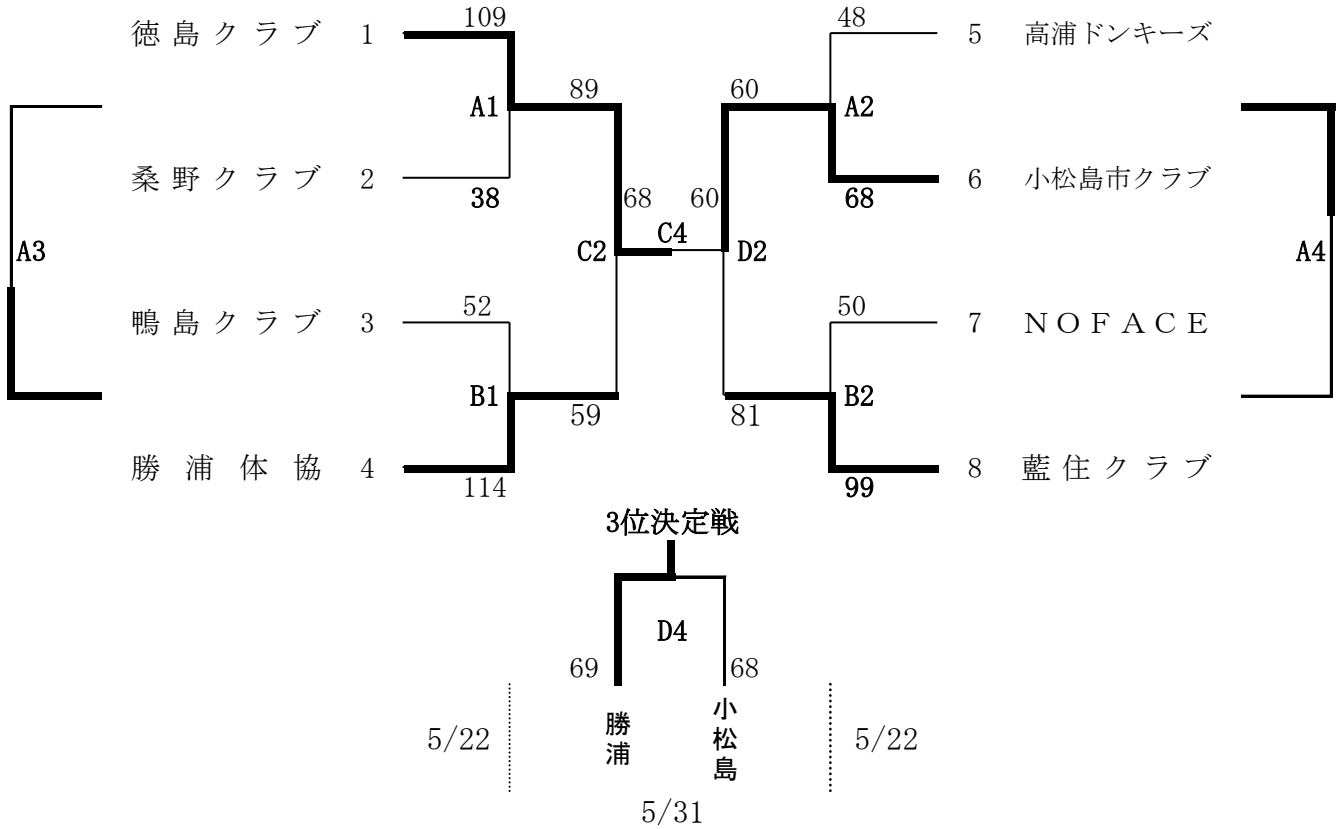 109 48
徳島クラブ 1 5 高浦ドンキーズ
89 60
A1 A2
桑野クラブ 2 6 小松島市クラブ
38 68 60 68
C4
A3 C2 D2 A4
52 50
鴨島クラブ 3 7 NOFACE
B1 B2
59 81
勝浦体協 4 8 藍住クラブ
114 99
3位決定戦
D4
69 68
勝浦 小松島
5/22 5/22
5/31